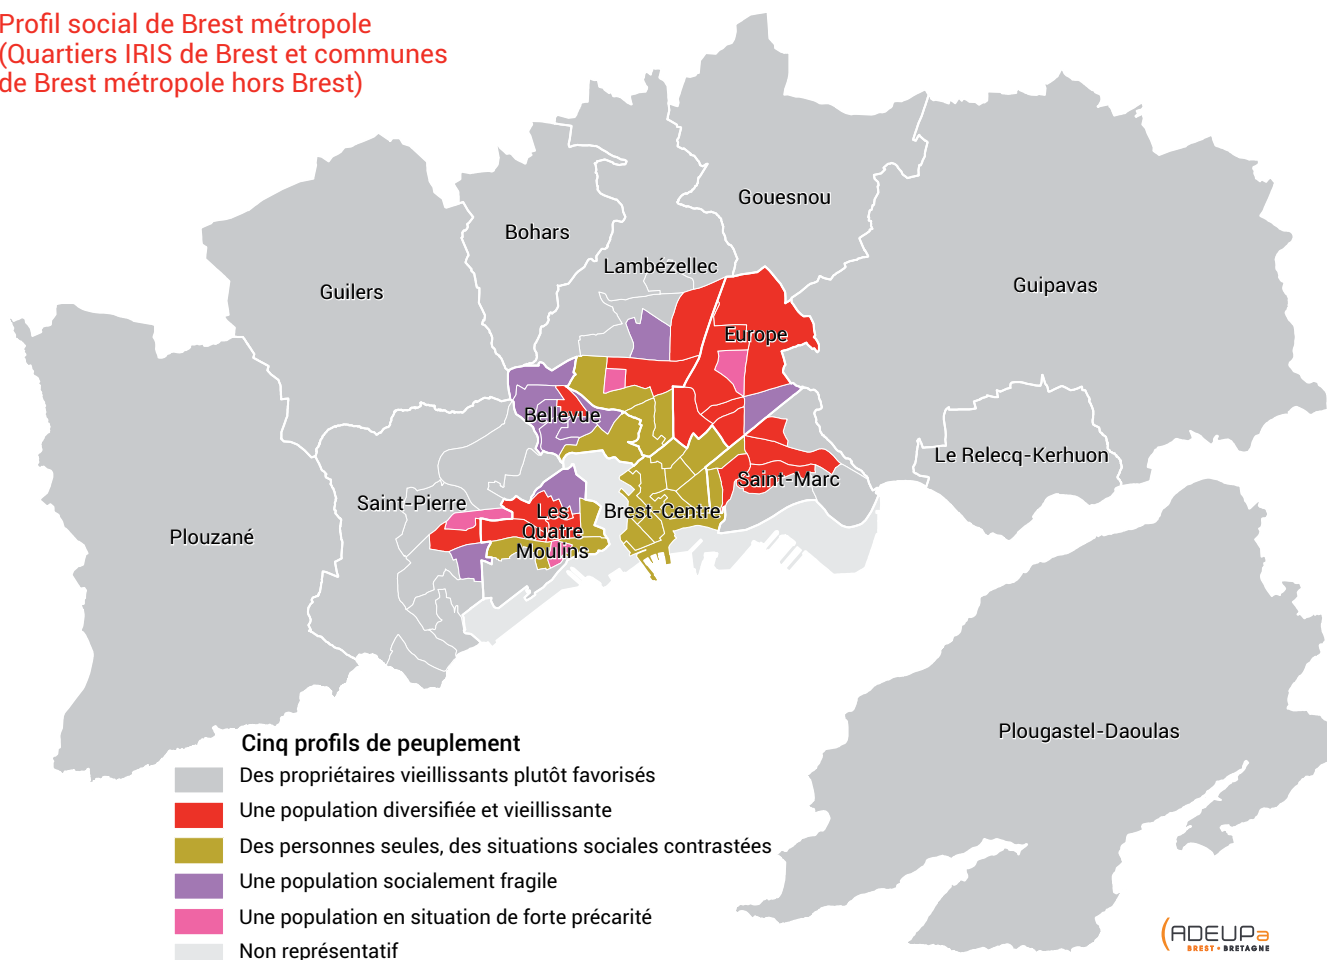 Profil social de Brest métropole
(Quartiers IRIS de Brest et communes
de Brest métropole hors Brest)
Gouesnou
Bohars
Lambézellec
Guilers
Guipavas
Europe
Bellevue
Le Relecq-Kerhuon
Saint-Marc
Saint-Pierre
Les
Quatre
Moulins
Brest-Centre
Plouzané
Plougastel-Daoulas
Cinq profils de peuplement
Des propriétaires vieillissants plutôt favorisés
Une population diversifiée et vieillissante
Des personnes seules, des situations sociales contrastées
Une population socialement fragile
Une population en situation de forte précarité
Non représentatif
ADEUPa
BREST • BRETAGNE